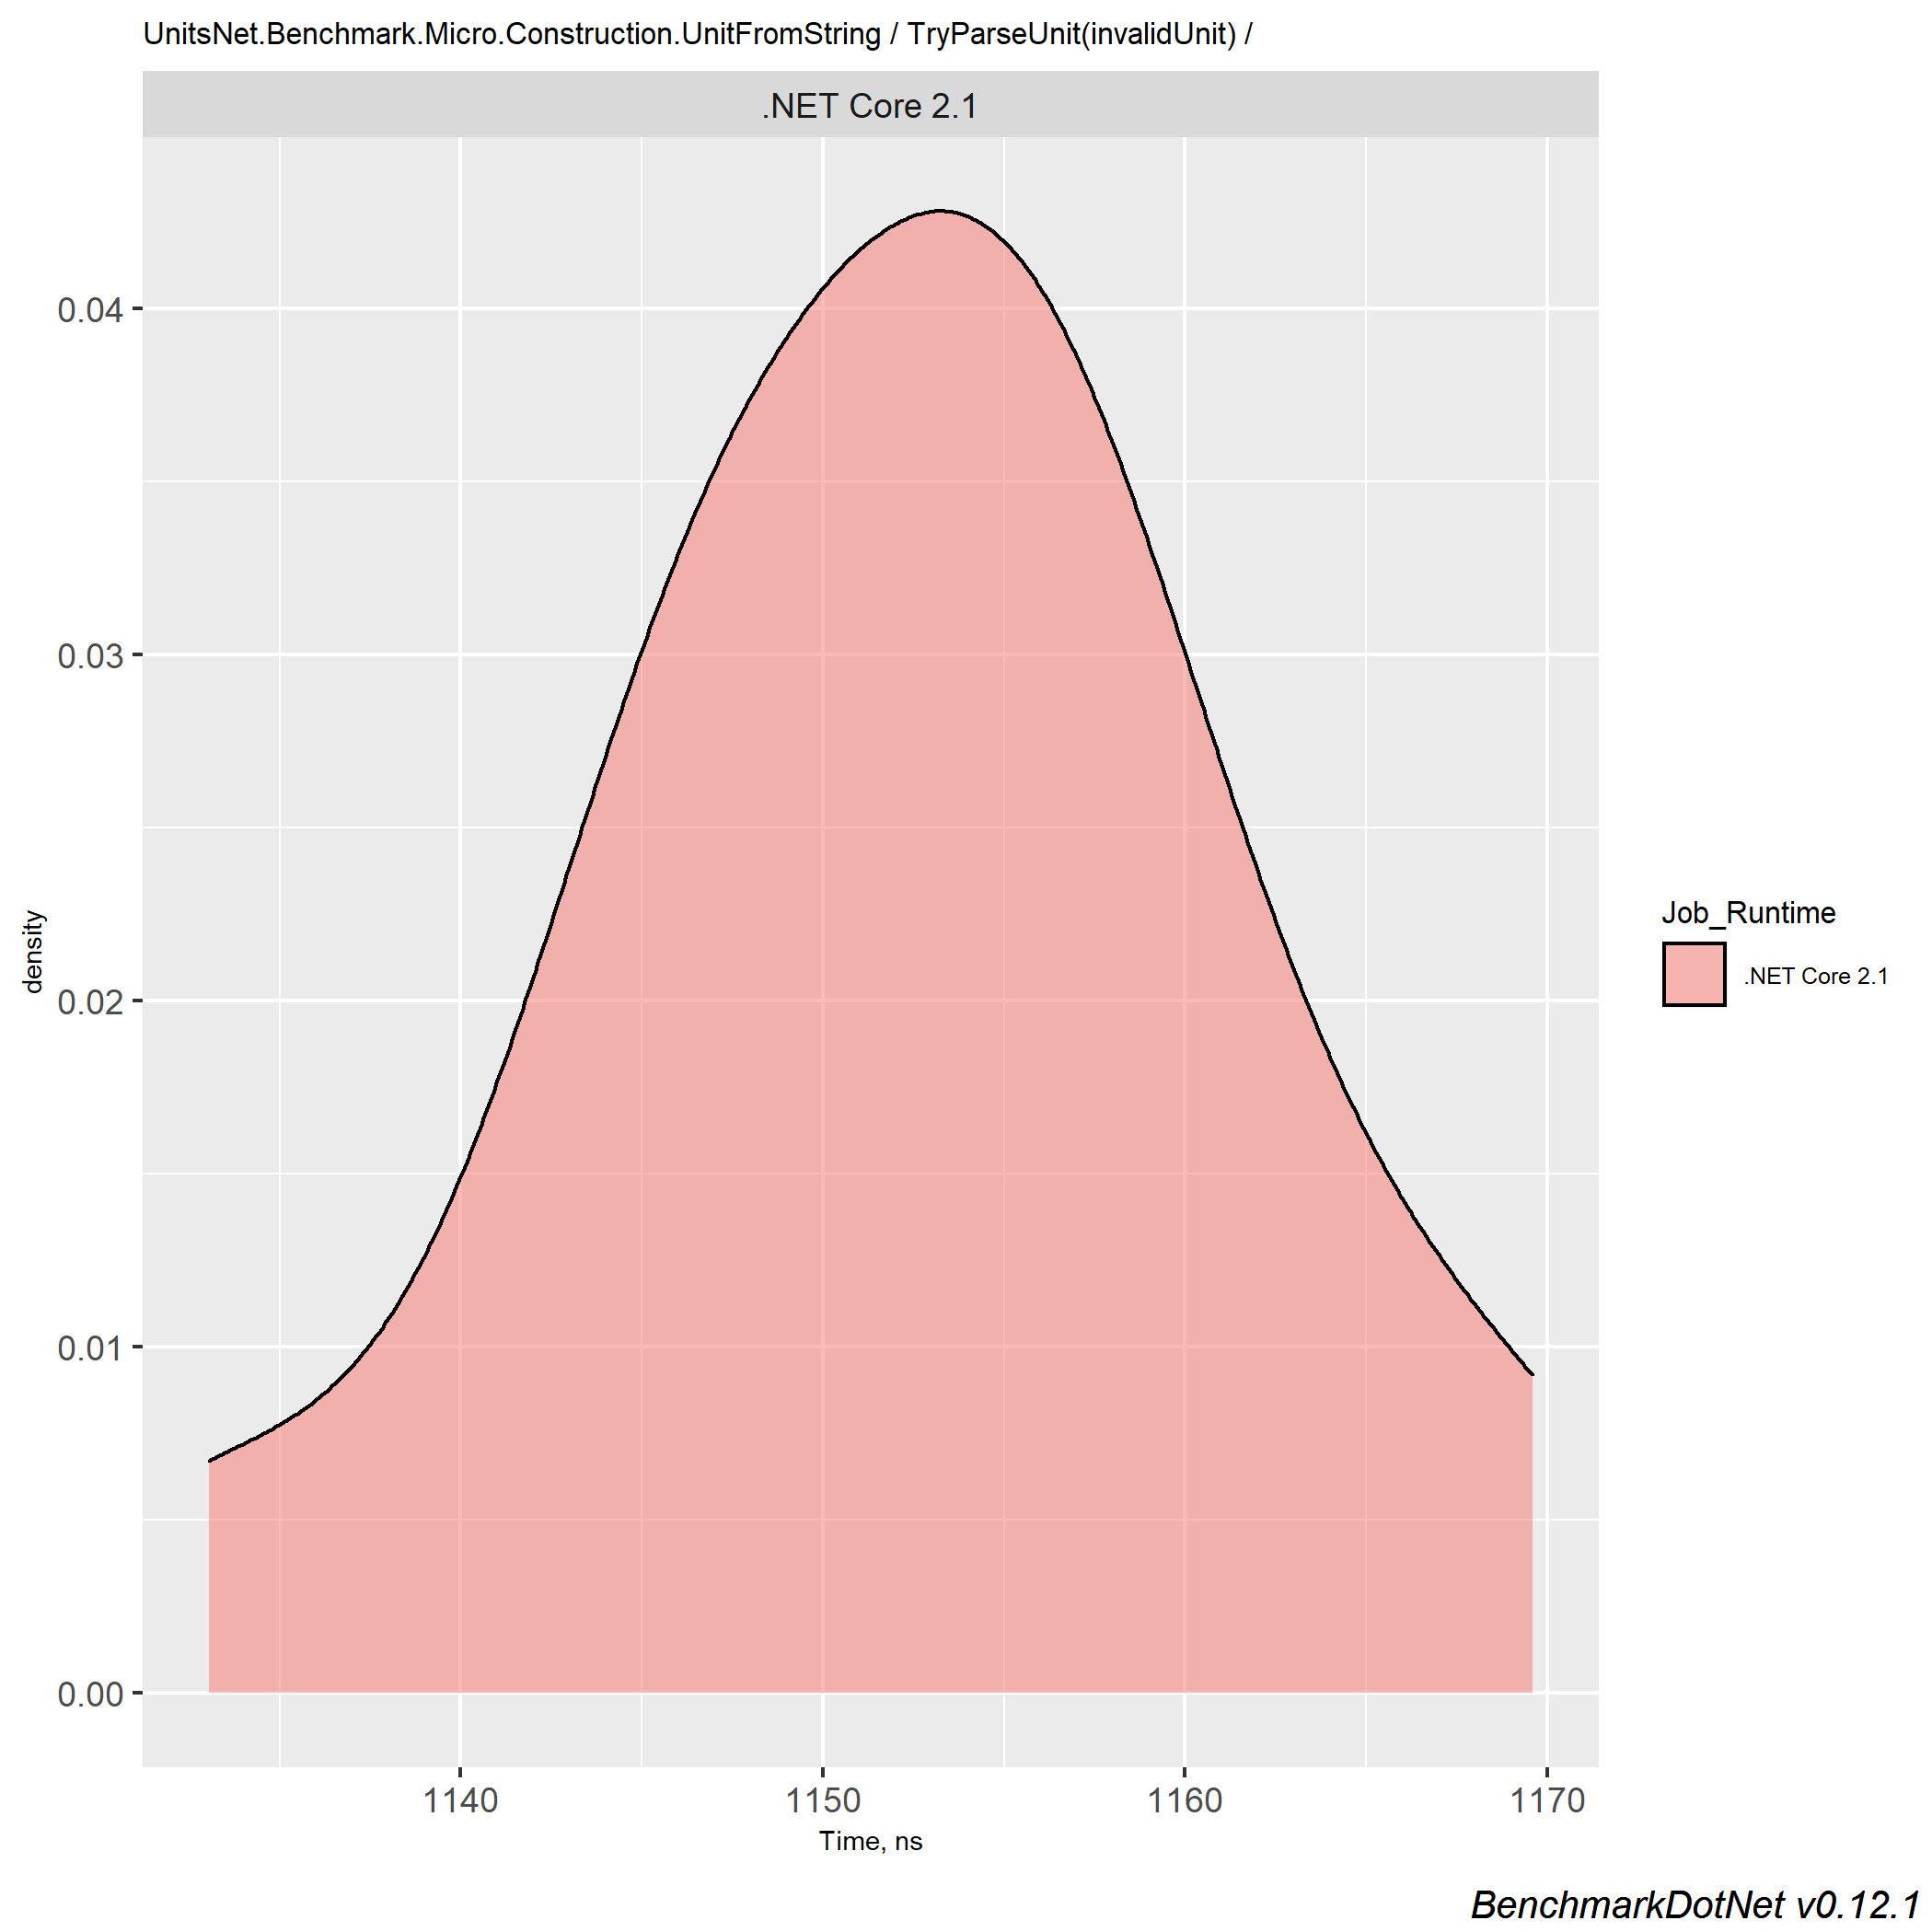 UnitsNet.Benchmark.Micro.Construction.UnitFromString / TryParseUnit(invalidUnit) /
.NET Core 2.1
0.04
0.03
0.02
0.01
0.00
density
1140 1150 1160 1170
Time, ns
Job_Runtime
.NET Core 2.1
BenchmarkDotNet v0.12.1